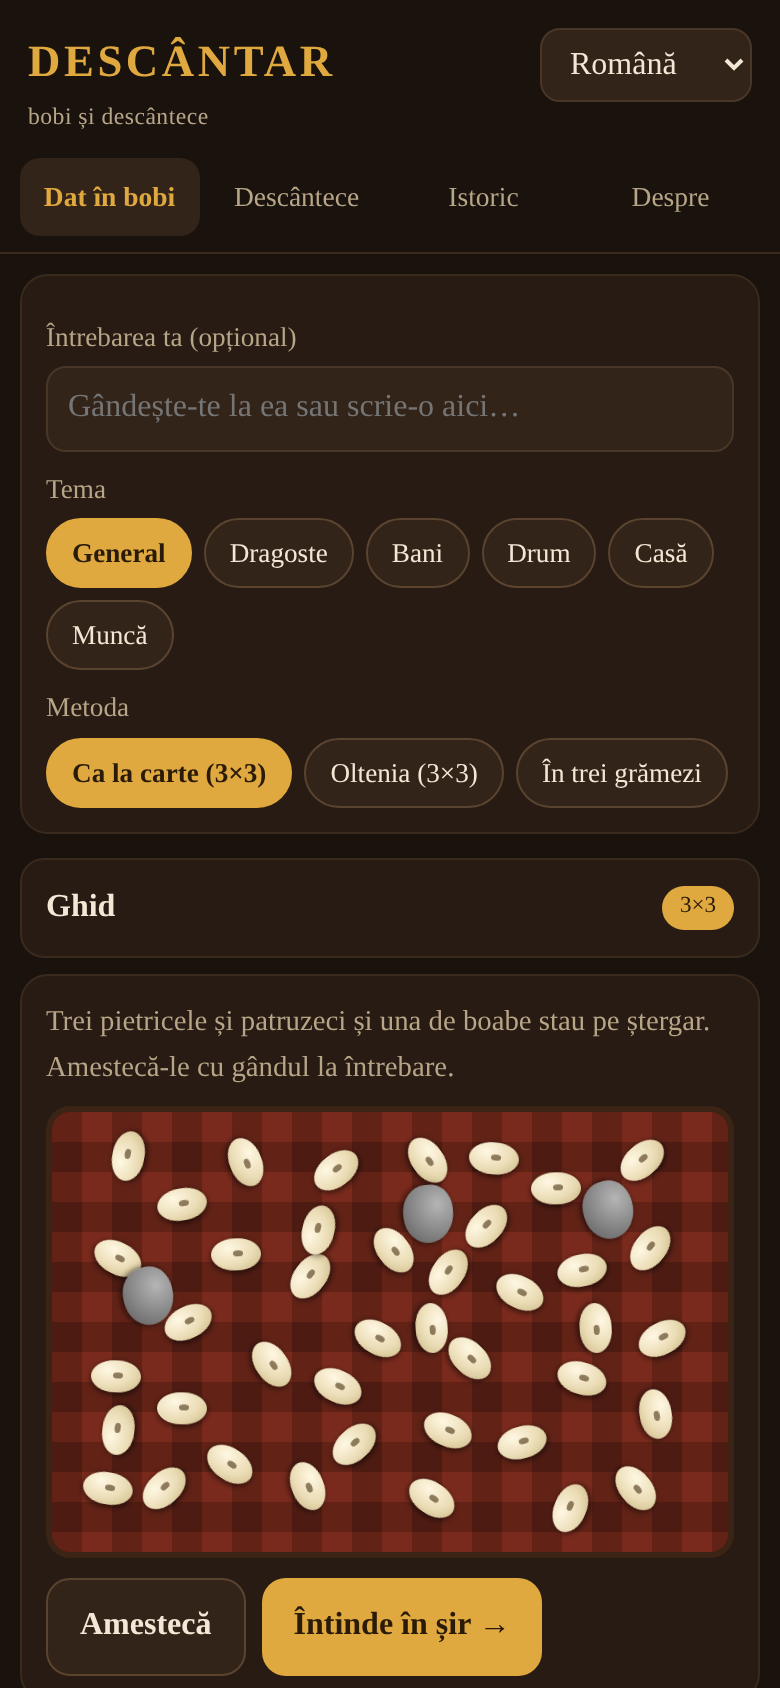 DESCÂNTAR
Română
bobi și descântece
Dat în bobi
Descântece
Istoric
Despre
Întrebarea ta (opțional)
Gândește-te la ea sau scrie-o aici…
Tema
General
Dragoste
Bani
Drum
Casă
Muncă
Metoda
Ca la carte (3×3)
Oltenia (3×3)
În trei grămezi
Ghid
3×3
Trei pietricele și patruzeci și una de boabe stau pe ștergar.
Amestecă-le cu gândul la întrebare.
Amestecă
Întinde în șir →